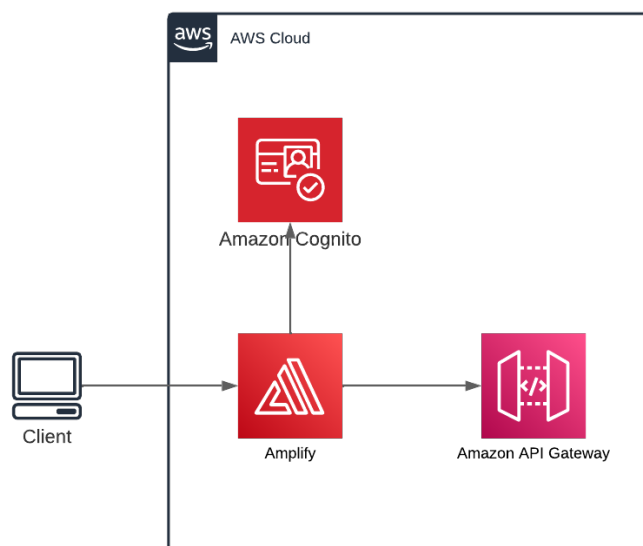 aws
AWS Cloud
Amazon Cognito
Client
Amplify
Amazon API Gateway